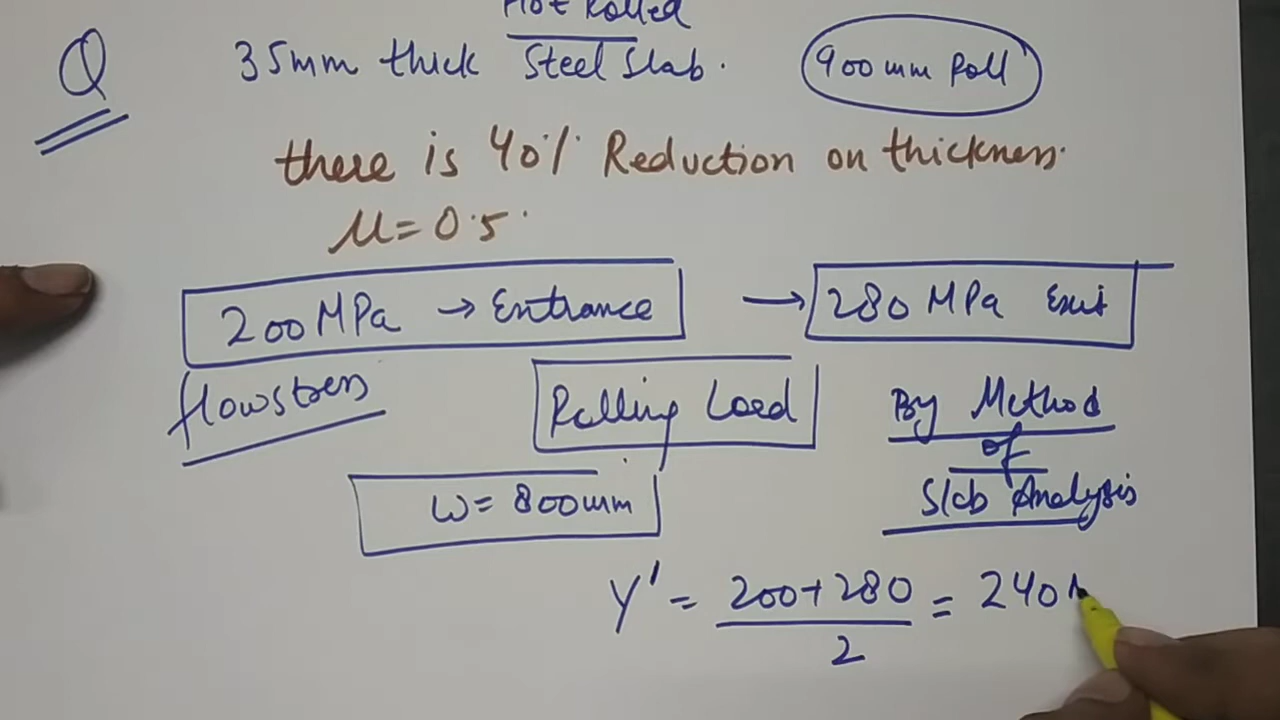 Hot Rolled
Q 35mm thick Steel Slab. 900mm Roll
there is 40% Reduction on thickness.
μ = 0.5.
200 MPa → Entrance → 280 MPa Exit
flowstress Rolling Load By Method
of
w = 800mm Slab Analysis
Y' = 200+280 / 2 = 240 M